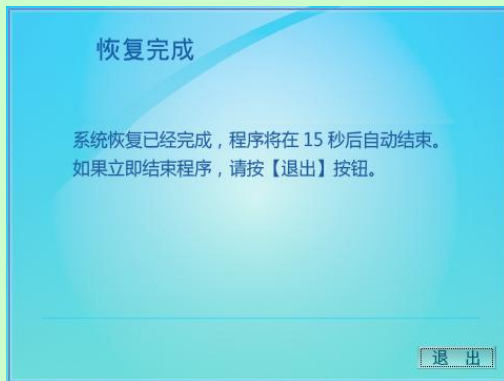 恢复完成
系统恢复已经完成，程序将在 15 秒后自动结束。
如果立即结束程序，请按【退出】按钮。
退 出